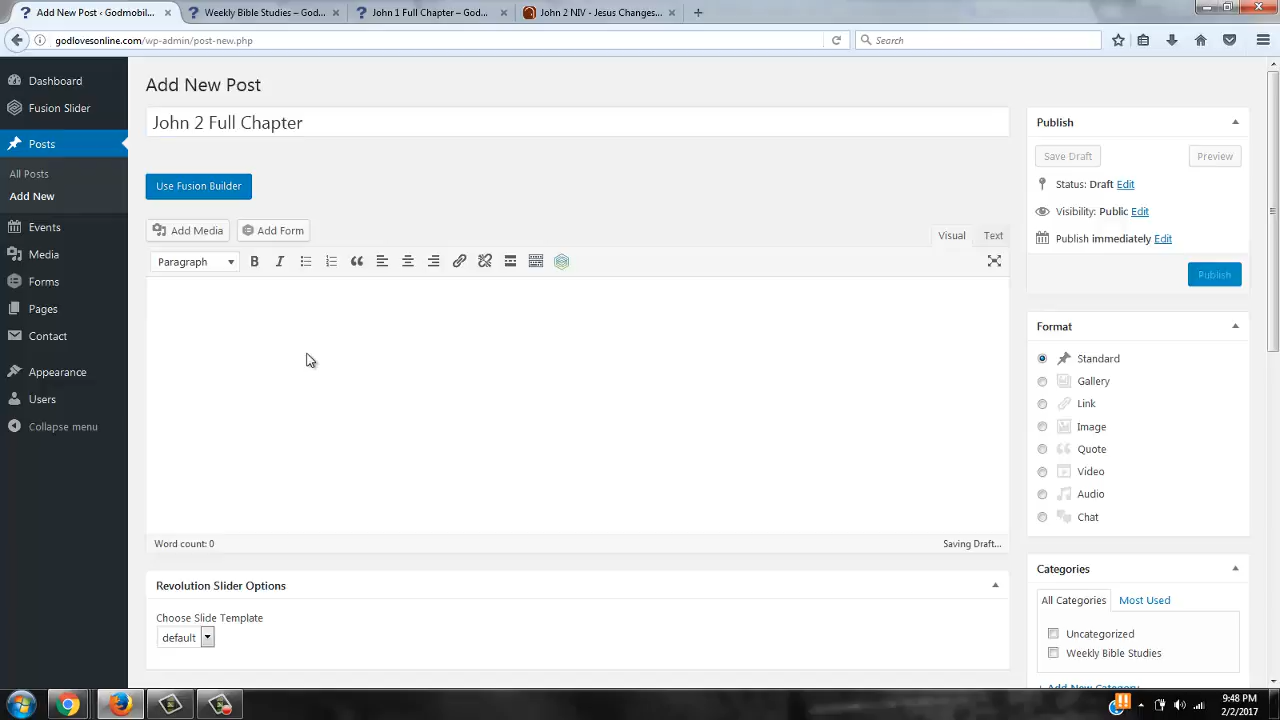 Add New Post ‹ Godmobil...
Weekly Bible Studies – God...
John 1 Full Chapter – God...
John 2 NIV - Jesus Changes...
godlovesonline.com/wp-admin/post-new.php
Search
Dashboard
Fusion Slider
Posts
All Posts
Add New
Events
Media
Forms
Pages
Contact
Appearance
Users
Collapse menu
Add New Post
John 2 Full Chapter
Use Fusion Builder
Add Media
Add Form
Visual
Text
Paragraph
B
I
Word count: 0
Saving Draft...
Revolution Slider Options
Choose Slide Template
default
Publish
Save Draft
Preview
Status: Draft Edit
Visibility: Public Edit
Publish immediately Edit
Publish
Format
Standard
Gallery
Link
Image
Quote
Video
Audio
Chat
Categories
All Categories
Most Used
Uncategorized
Weekly Bible Studies
+ Add New Category
9:48 PM
2/2/2017